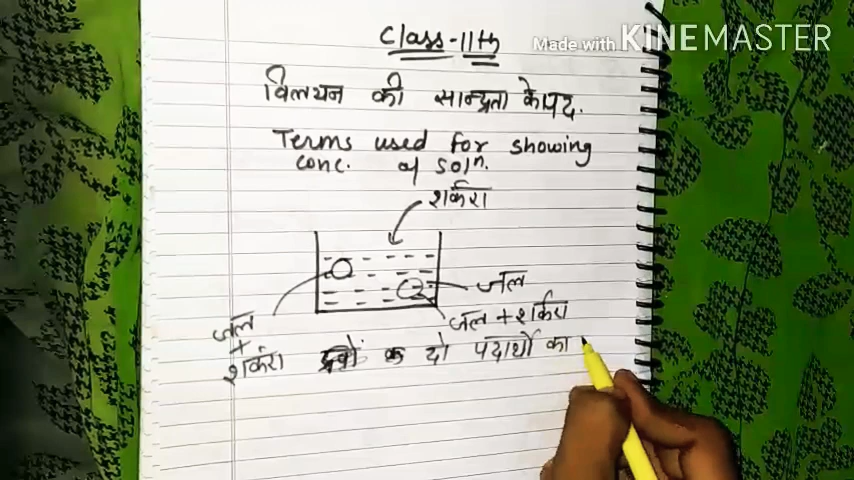 Made with KINEMASTER
Class-11th
विलयन की सान्द्रता के पद.
Terms used for showing
conc. of soln.
शर्करा
जल
जल + शर्करा
जल
+
शर्करा
दो पदार्थो का